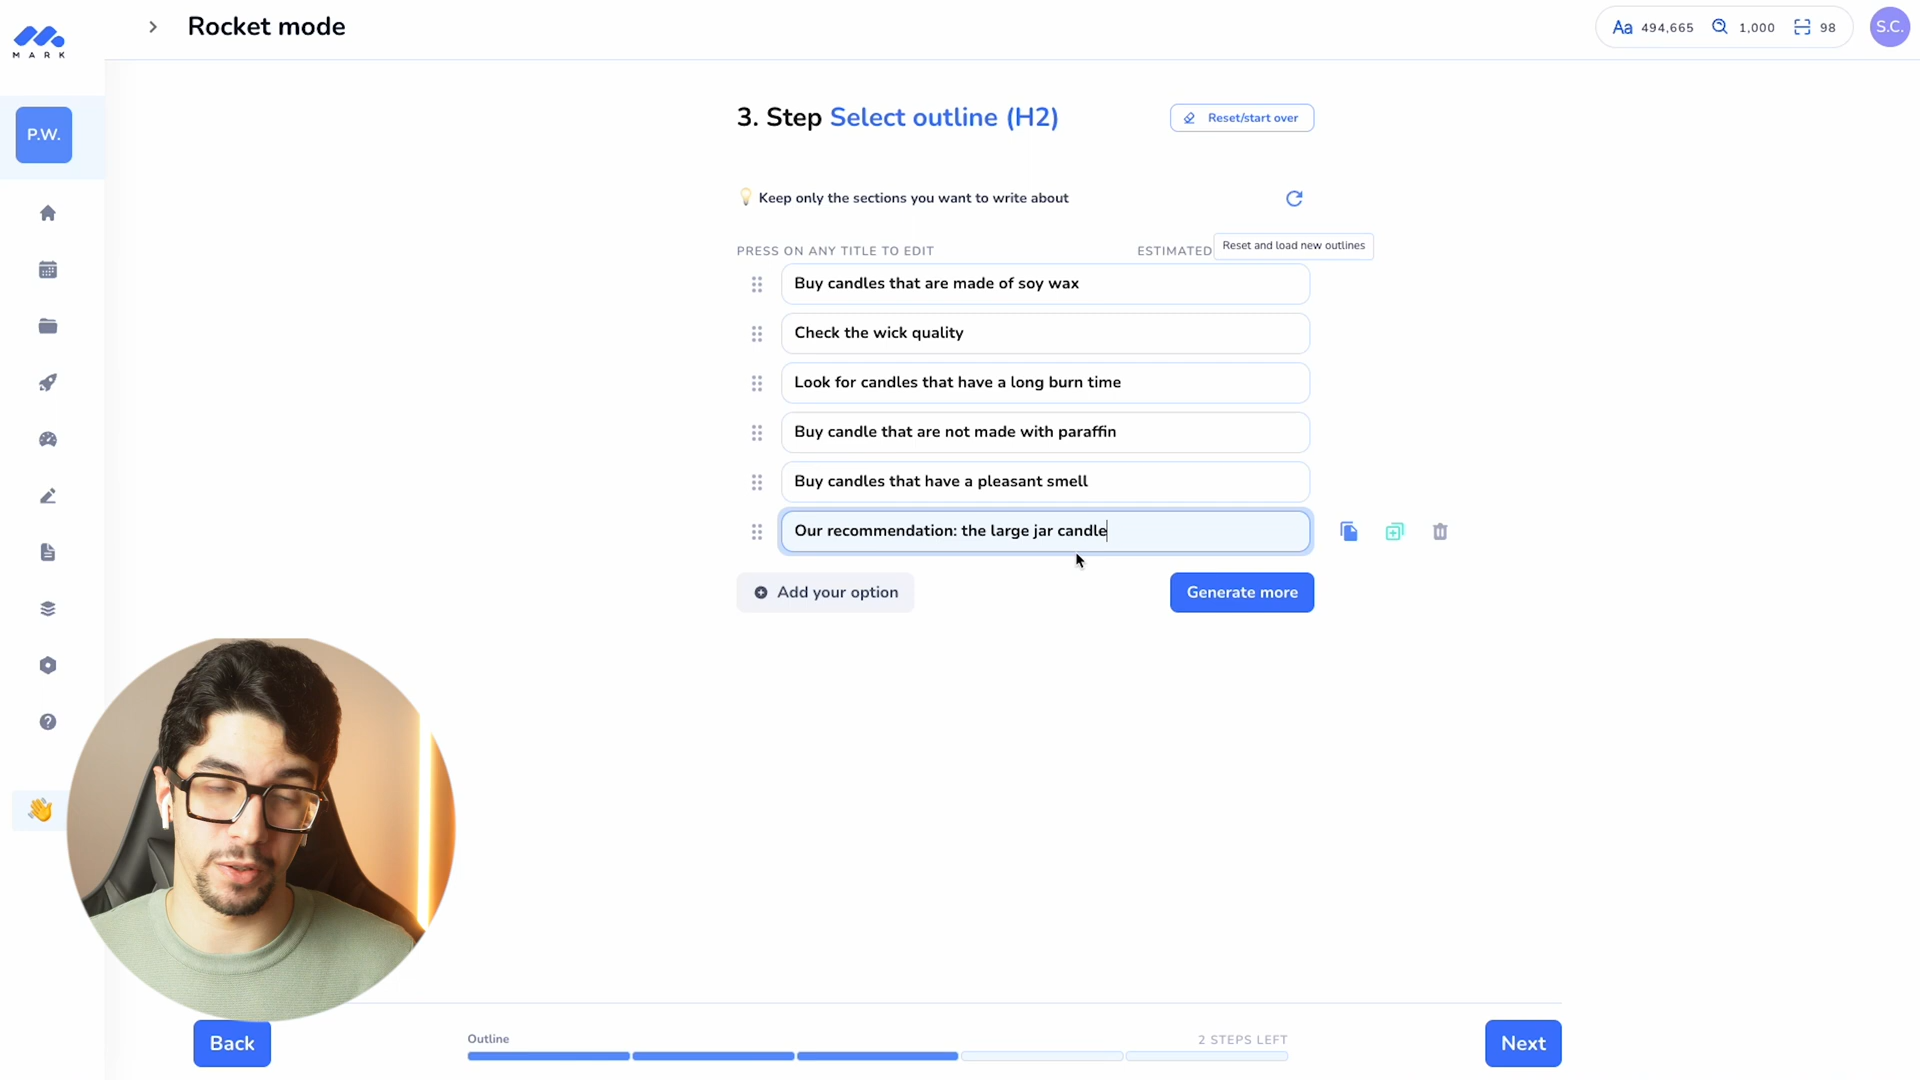 MARK
Rocket mode
Aa 494,665 1,000 98
S.C.
P.W.
3. Step Select outline (H2)
Reset/start over
Keep only the sections you want to write about
Reset and load new outlines
PRESS ON ANY TITLE TO EDIT ESTIMATED
Buy candles that are made of soy wax
Check the wick quality
Look for candles that have a long burn time
Buy candle that are not made with paraffin
Buy candles that have a pleasant smell
Our recommendation: the large jar candle
Add your option
Generate more
Back
Outline
2 STEPS LEFT
Next